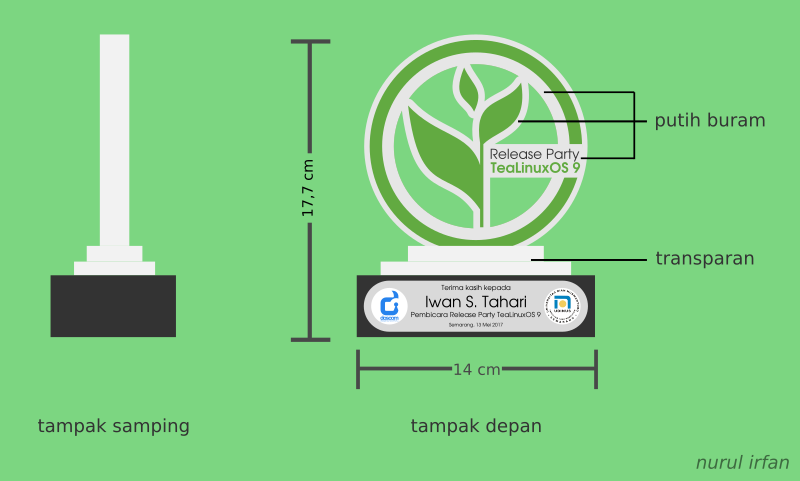 17,7 cm
Release Party
TeaLinuxOS 9
putih buram
transparan
Terima kasih kepada
Iwan S. Tahari
Pembicara Release Party TeaLinuxOS 9
Semarang, 13 Mei 2017
doscom
14 cm
tampak samping
tampak depan
nurul irfan